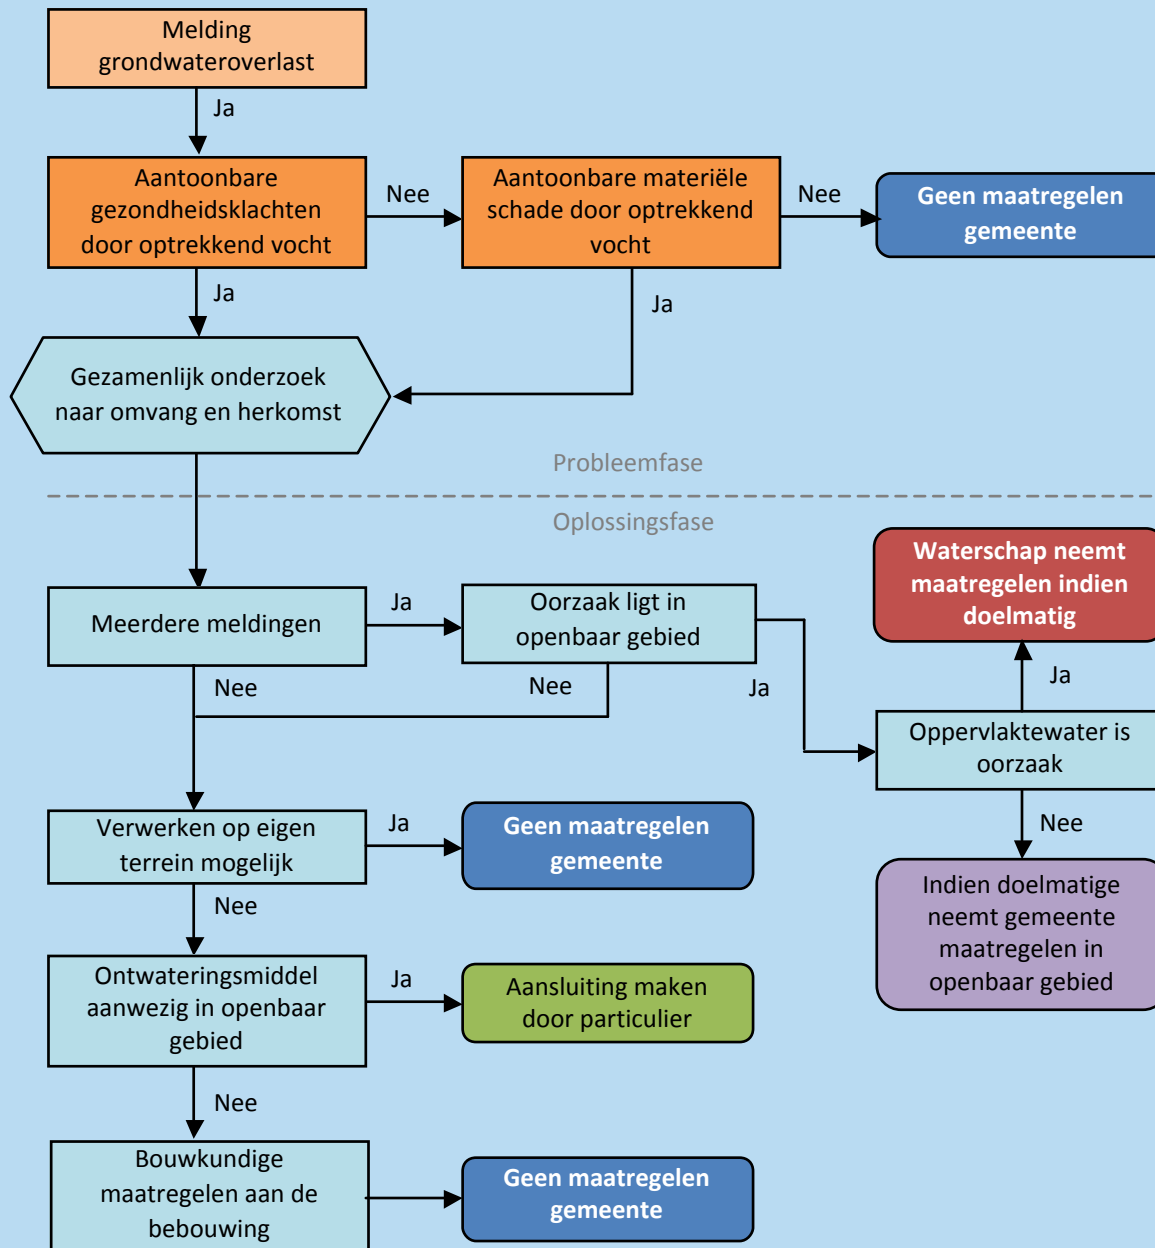 Melding
grondwateroverlast
Ja
Aantoonbare
gezondheidsklachten
door optrekkend vocht
Nee
Aantoonbare materiële
schade door optrekkend
vocht
Nee
Geen maatregelen
gemeente
Ja
Ja
Gezamenlijk onderzoek
naar omvang en herkomst
Probleemfase
Oplossingsfase
Waterschap neemt
maatregelen indien
doelmatig
Meerdere meldingen
Ja
Oorzaak ligt in
openbaar gebied
Nee
Nee
Ja
Ja
Oppervlaktewater is
oorzaak
Nee
Verwerken op eigen
terrein mogelijk
Ja
Geen maatregelen
gemeente
Indien doelmatige
neemt gemeente
maatregelen in
openbaar gebied
Nee
Ontwateringsmiddel
aanwezig in openbaar
gebied
Ja
Aansluiting maken
door particulier
Nee
Bouwkundige
maatregelen aan de
bebouwing
Geen maatregelen
gemeente